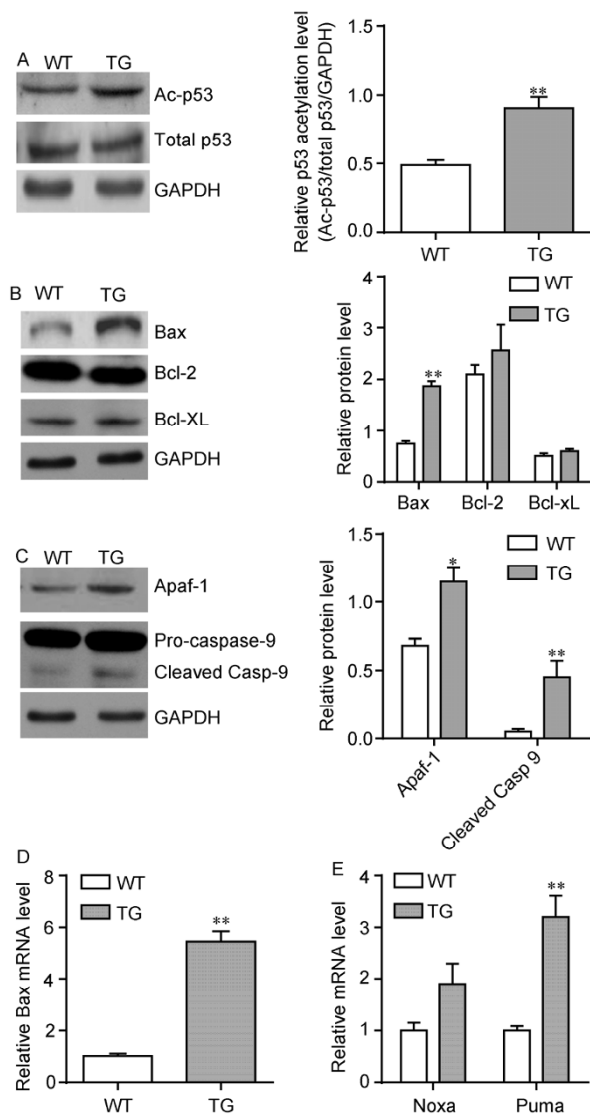 A
WT TG
Ac-p53
Total p53
GAPDH
Relative p53 acetylation level
(Ac-p53/total p53/GAPDH)
1.5
1.0
0.5
0.0
**
WT TG
B
WT TG
Bax
Bcl-2
Bcl-XL
GAPDH
Relative protein level
4
3
2
1
0
WT
TG
**
Bax Bcl-2 Bcl-xL
C
WT TG
Apaf-1
Pro-caspase-9
Cleaved Casp-9
GAPDH
Relative protein level
1.5
1.0
0.5
0.0
WT
TG
*
**
Apaf-1
Cleaved Casp 9
D
Relative Bax mRNA level
8
6
4
2
0
WT
TG
**
WT TG
E
Relative mRNA level
4
3
2
1
0
WT
TG
**
Noxa Puma